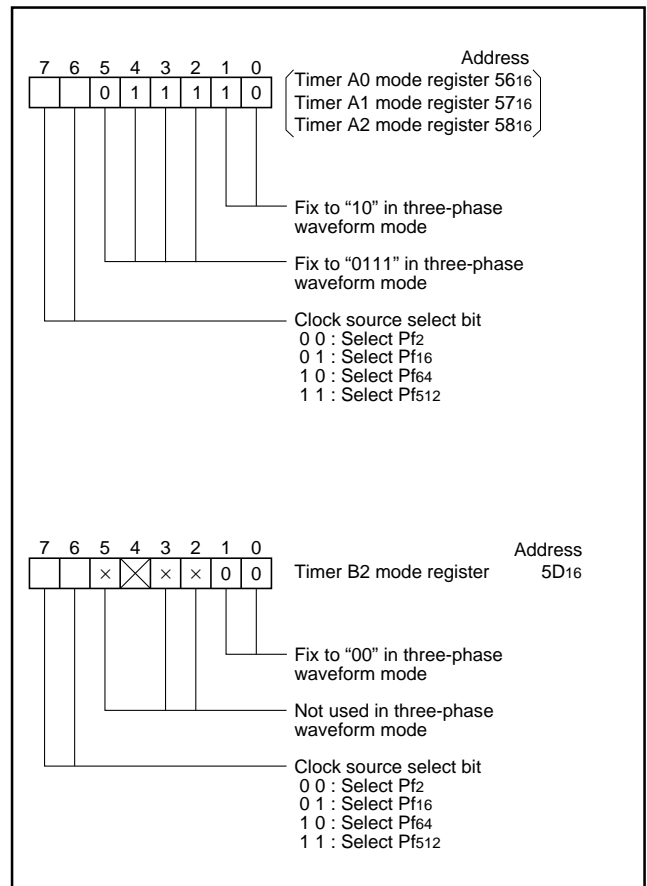 Address
7 6 5 4 3 2 1 0
0 1 1 1 1 0
Timer A0 mode register 5616
Timer A1 mode register 5716
Timer A2 mode register 5816
Fix to “10” in three-phase
waveform mode
Fix to “0111” in three-phase
waveform mode
Clock source select bit
0 0 : Select Pf2
0 1 : Select Pf16
1 0 : Select Pf64
1 1 : Select Pf512
7 6 5 4 3 2 1 0
Address
× × × 0 0
Timer B2 mode register 5D16
Fix to “00” in three-phase
waveform mode
Not used in three-phase
waveform mode
Clock source select bit
0 0 : Select Pf2
0 1 : Select Pf16
1 0 : Select Pf64
1 1 : Select Pf512